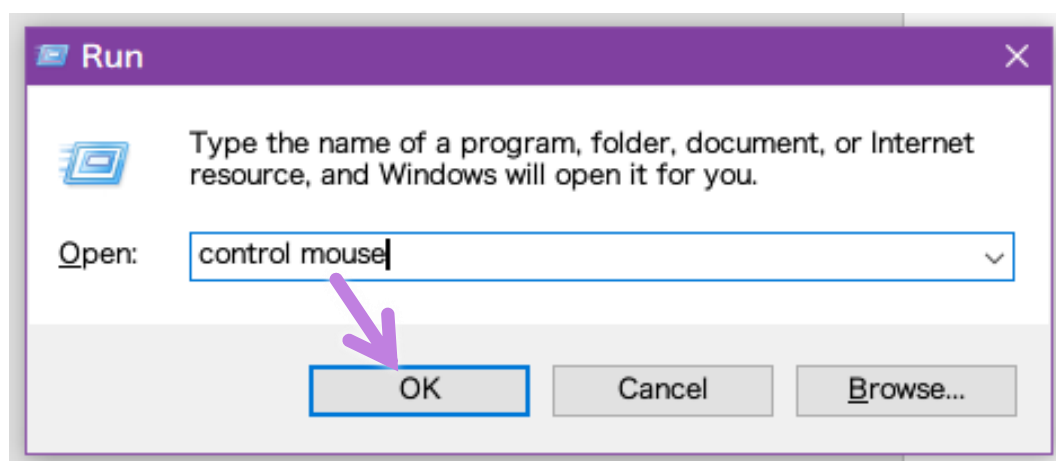 Run
Type the name of a program, folder, document, or Internet
resource, and Windows will open it for you.
Open: control mouse
OK Cancel Browse...